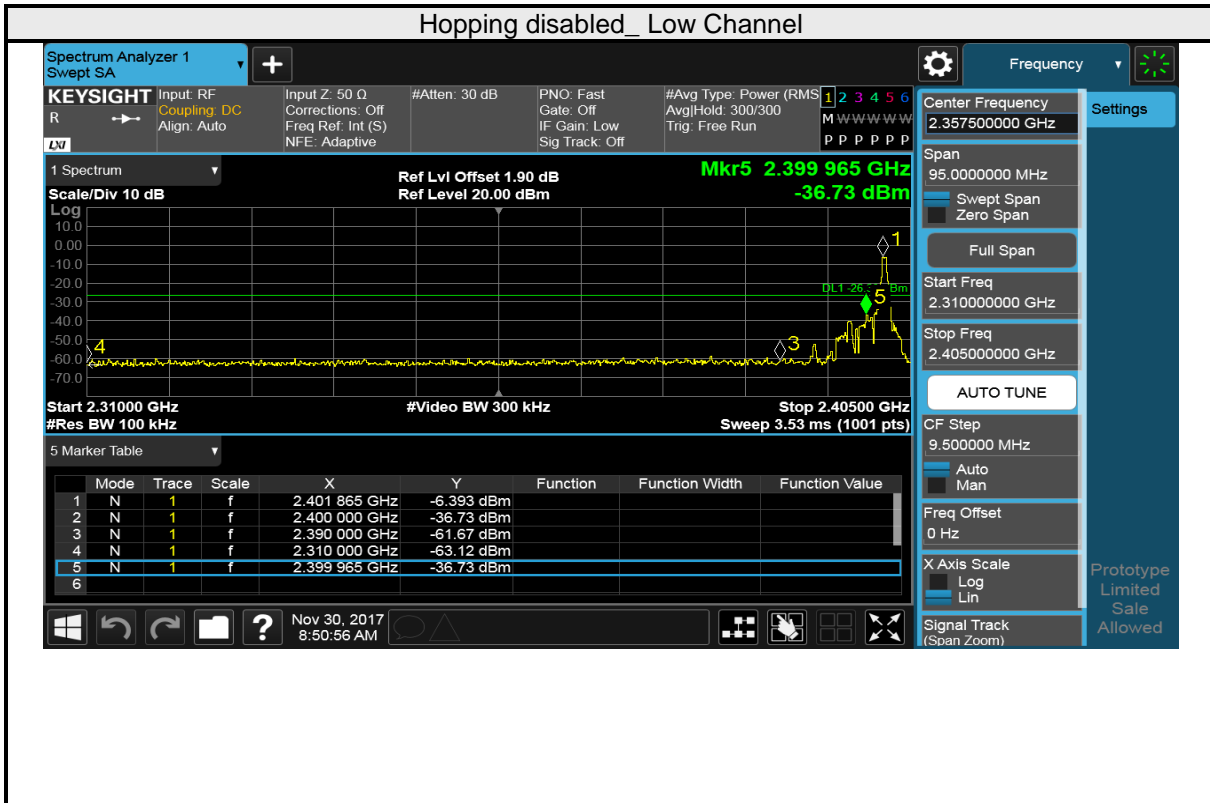 Hopping disabled_ Low Channel
Spectrum Analyzer 1
Swept SA
+
Frequency
KEYSIGHT
R
LXI
Input: RF
Coupling: DC
Align: Auto
Input Z: 50 Ω
Corrections: Off
Freq Ref: Int (S)
NFE: Adaptive
#Atten: 30 dB
PNO: Fast
Gate: Off
IF Gain: Low
Sig Track: Off
#Avg Type: Power (RMS
Avg|Hold: 300/300
Trig: Free Run
1 2 3 4 5 6
M W W W W W
P P P P P P
1 Spectrum
Scale/Div 10 dB
Ref Lvl Offset 1.90 dB
Ref Level 20.00 dBm
Mkr5 2.399 965 GHz
-36.73 dBm
Log
10.0
0.00
-10.0
-20.0
-30.0
-40.0
-50.0
-60.0
-70.0
1
5
3
4
Start 2.31000 GHz
#Res BW 100 kHz
#Video BW 300 kHz
Stop 2.40500 GHz
Sweep 3.53 ms (1001 pts)
5 Marker Table
Mode Trace Scale X Y Function Function Width Function Value
1 N 1 f 2.401 865 GHz -6.393 dBm
2 N 1 f 2.400 000 GHz -36.73 dBm
3 N 1 f 2.390 000 GHz -61.67 dBm
4 N 1 f 2.310 000 GHz -63.12 dBm
5 N 1 f 2.399 965 GHz -36.73 dBm
6
?
Nov 30, 2017
8:50:56 AM
Center Frequency
2.357500000 GHz
Span
95.0000000 MHz
Swept Span
Zero Span
Full Span
Start Freq
2.310000000 GHz
Stop Freq
2.405000000 GHz
AUTO TUNE
CF Step
9.500000 MHz
Auto
Man
Freq Offset
0 Hz
X Axis Scale
Log
Lin
Signal Track
(Span Zoom)
Settings
Prototype
Limited
Sale
Allowed